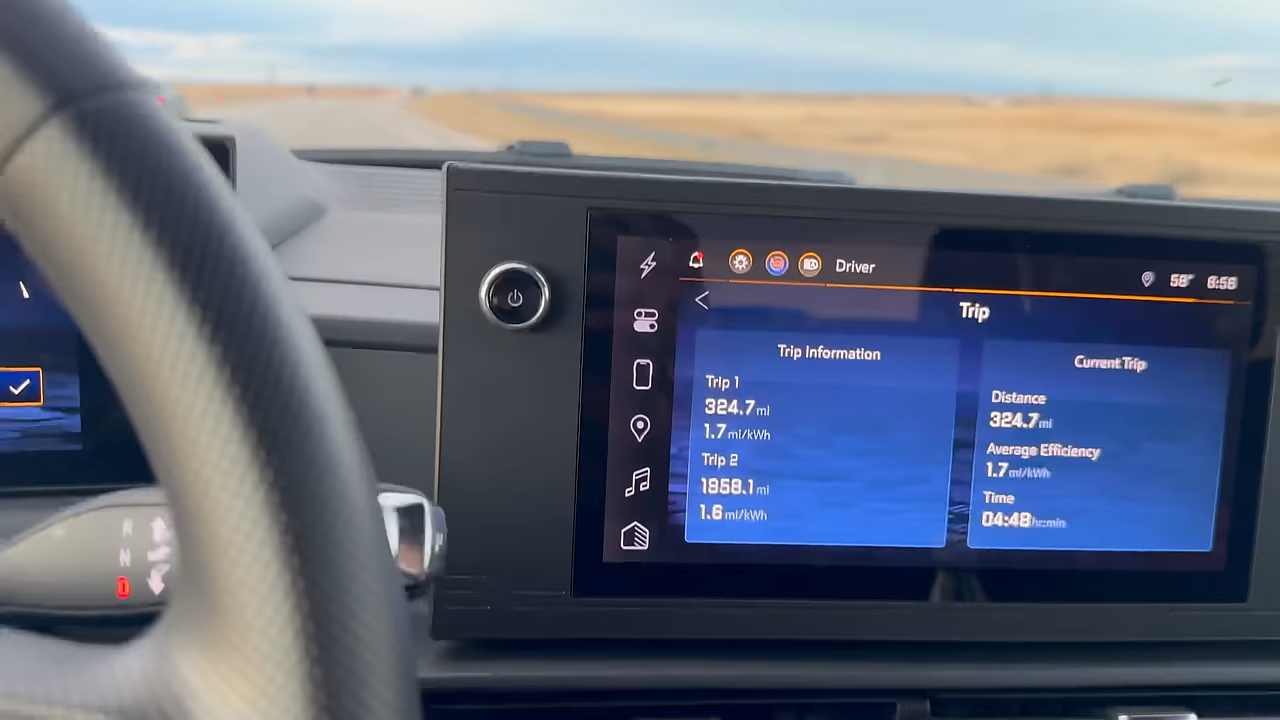 Driver
58° 8:56
Trip
Trip Information
Trip 1
324.7 mi
1.7 mi/kWh
Trip 2
1958.1 mi
1.6 mi/kWh
Current Trip
Distance
324.7 mi
Average Efficiency
1.7 mi/kWh
Time
04:48 hr:min
R
N